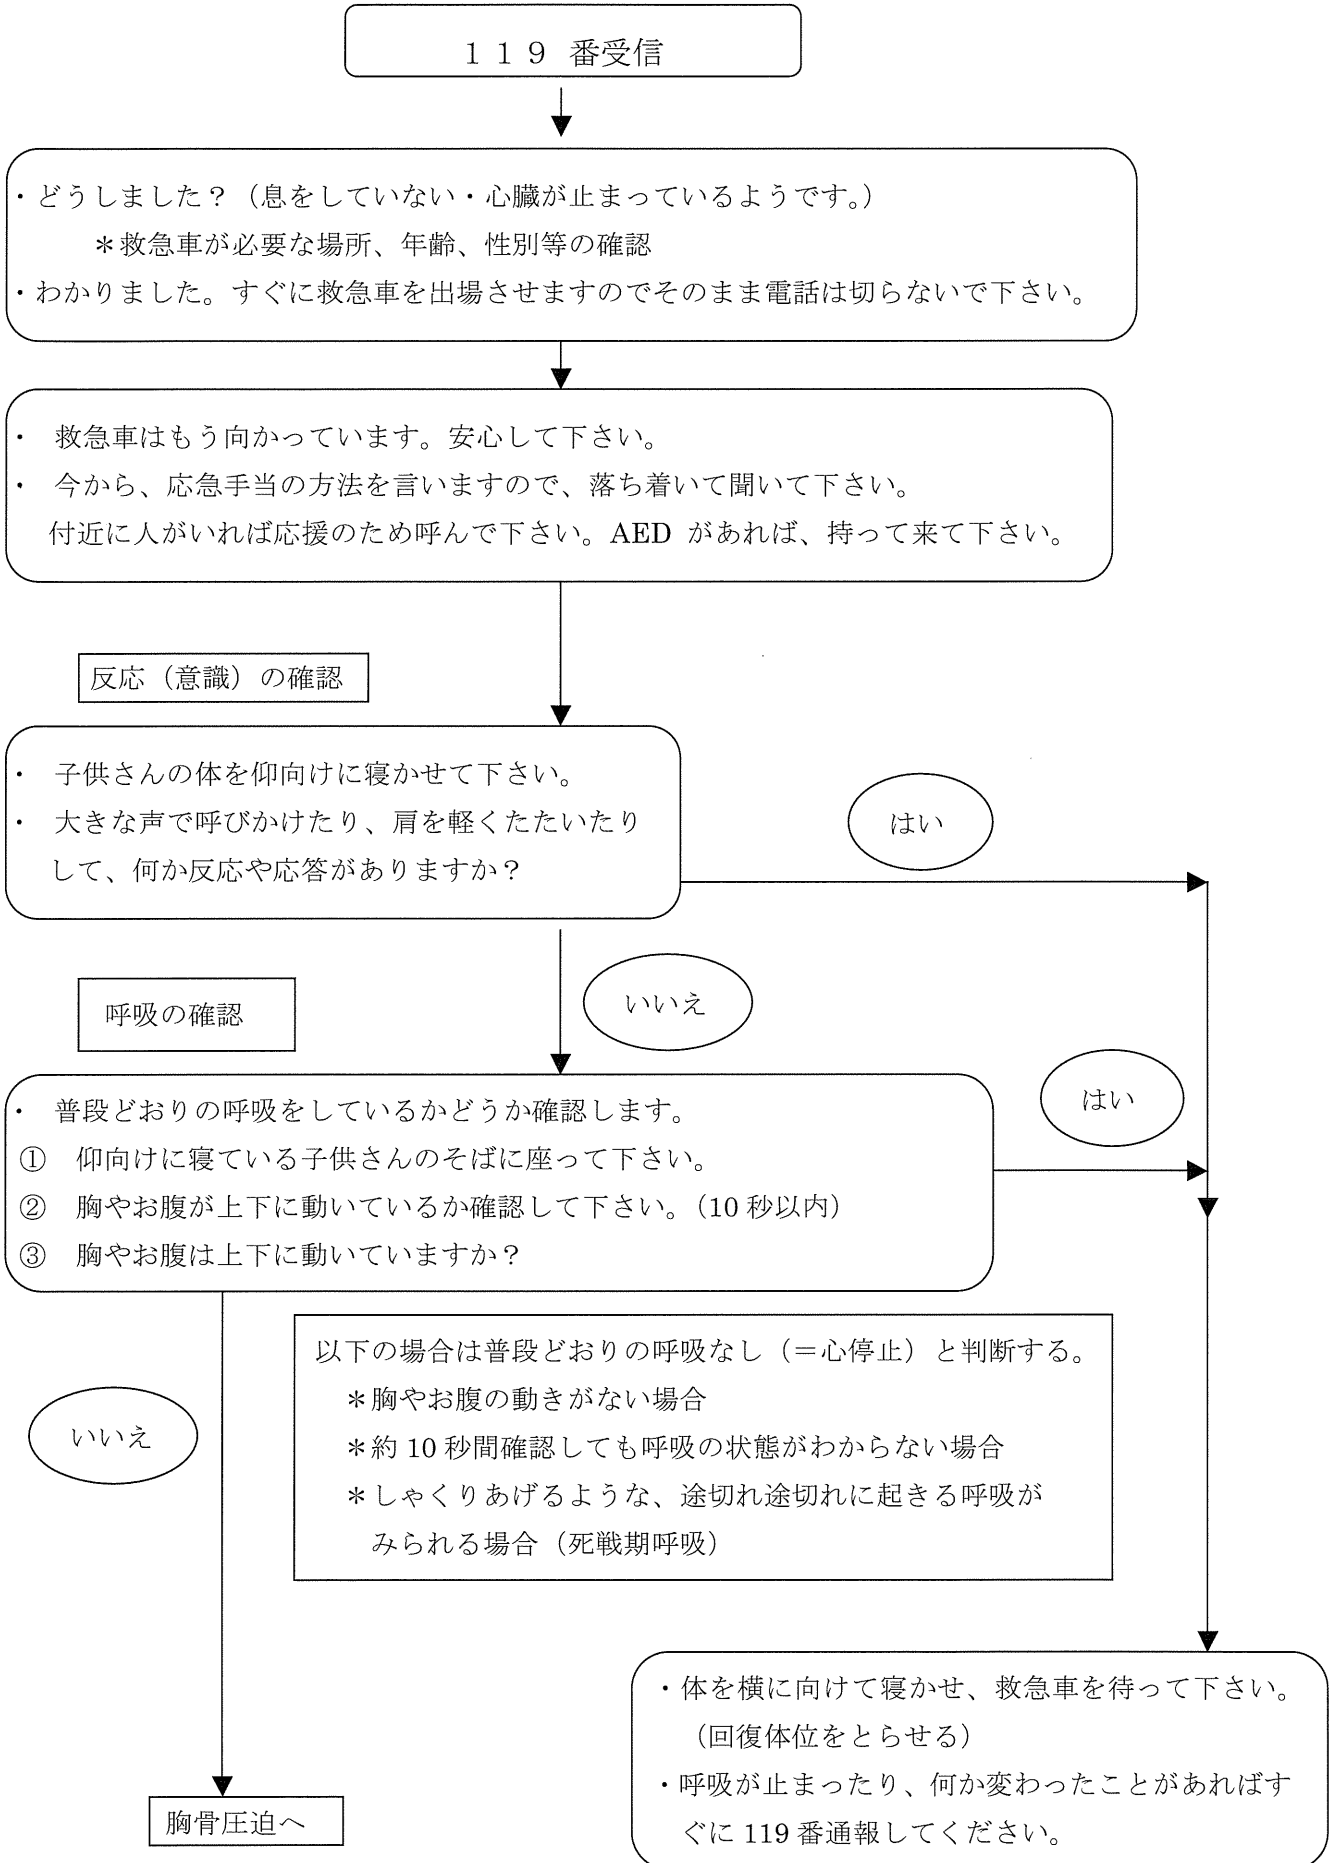 １１９ 番受信
・どうしました？（息をしていない・心臓が止まっているようです。）
＊救急車が必要な場所、年齢、性別等の確認
・わかりました。すぐに救急車を出場させますのでそのまま電話は切らないで下さい。
・ 救急車はもう向かっています。安心して下さい。
・ 今から、応急手当の方法を言いますので、落ち着いて聞いて下さい。
付近に人がいれば応援のため呼んで下さい。AED があれば、持って来て下さい。
反応（意識）の確認
・ 子供さんの体を仰向けに寝かせて下さい。
・ 大きな声で呼びかけたり、肩を軽くたたいたり
して、何か反応や応答がありますか？
はい
いいえ
呼吸の確認
・ 普段どおりの呼吸をしているかどうか確認します。
① 仰向けに寝ている子供さんのそばに座って下さい。
② 胸やお腹が上下に動いているか確認して下さい。（10 秒以内）
③ 胸やお腹は上下に動いていますか？
はい
以下の場合は普段どおりの呼吸なし（＝心停止）と判断する。
＊胸やお腹の動きがない場合
＊約 10 秒間確認しても呼吸の状態がわからない場合
＊しゃくりあげるような、途切れ途切れに起きる呼吸が
みられる場合（死戦期呼吸）
いいえ
・体を横に向けて寝かせ、救急車を待って下さい。
（回復体位をとらせる）
・呼吸が止まったり、何か変わったことがあればす
ぐに 119 番通報してください。
胸骨圧迫へ